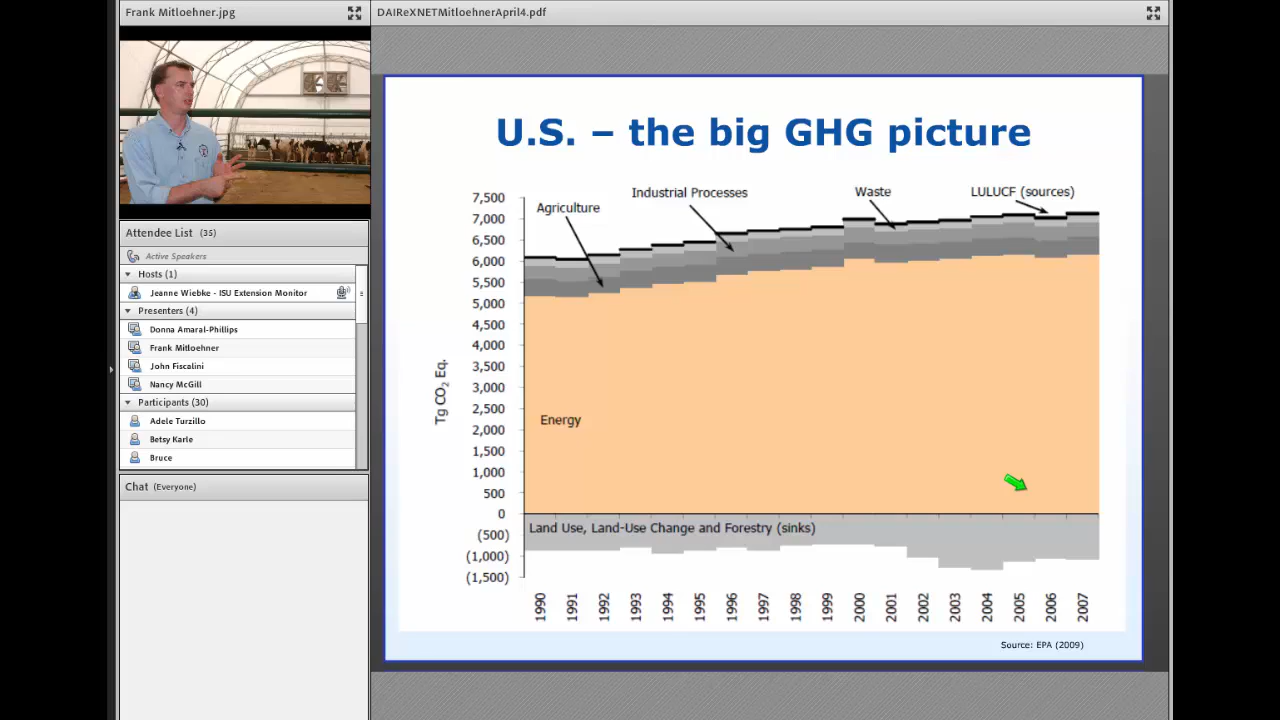 Frank Mitloehner.jpg
DAIReXNETMitloehnerApril4.pdf
Attendee List (35)
Active Speakers
Hosts (1)
Jeanne Wiebke - ISU Extension Monitor
Presenters (4)
Donna Amaral-Phillips
Frank Mitloehner
John Fiscalini
Nancy McGill
Participants (30)
Adele Turzillo
Betsy Karle
Bruce
Chat (Everyone)
U.S. – the big GHG picture
Agriculture
Industrial Processes
Waste
LULUCF (sources)
7,500
7,000
6,500
6,000
5,500
5,000
4,500
4,000
3,500
3,000
2,500
2,000
1,500
1,000
500
0
(500)
(1,000)
(1,500)
Tg CO2 Eq.
Energy
Land Use, Land-Use Change and Forestry (sinks)
1990 1991 1992 1993 1994 1995 1996 1997 1998 1999 2000 2001 2002 2003 2004 2005 2006 2007
Source: EPA (2009)